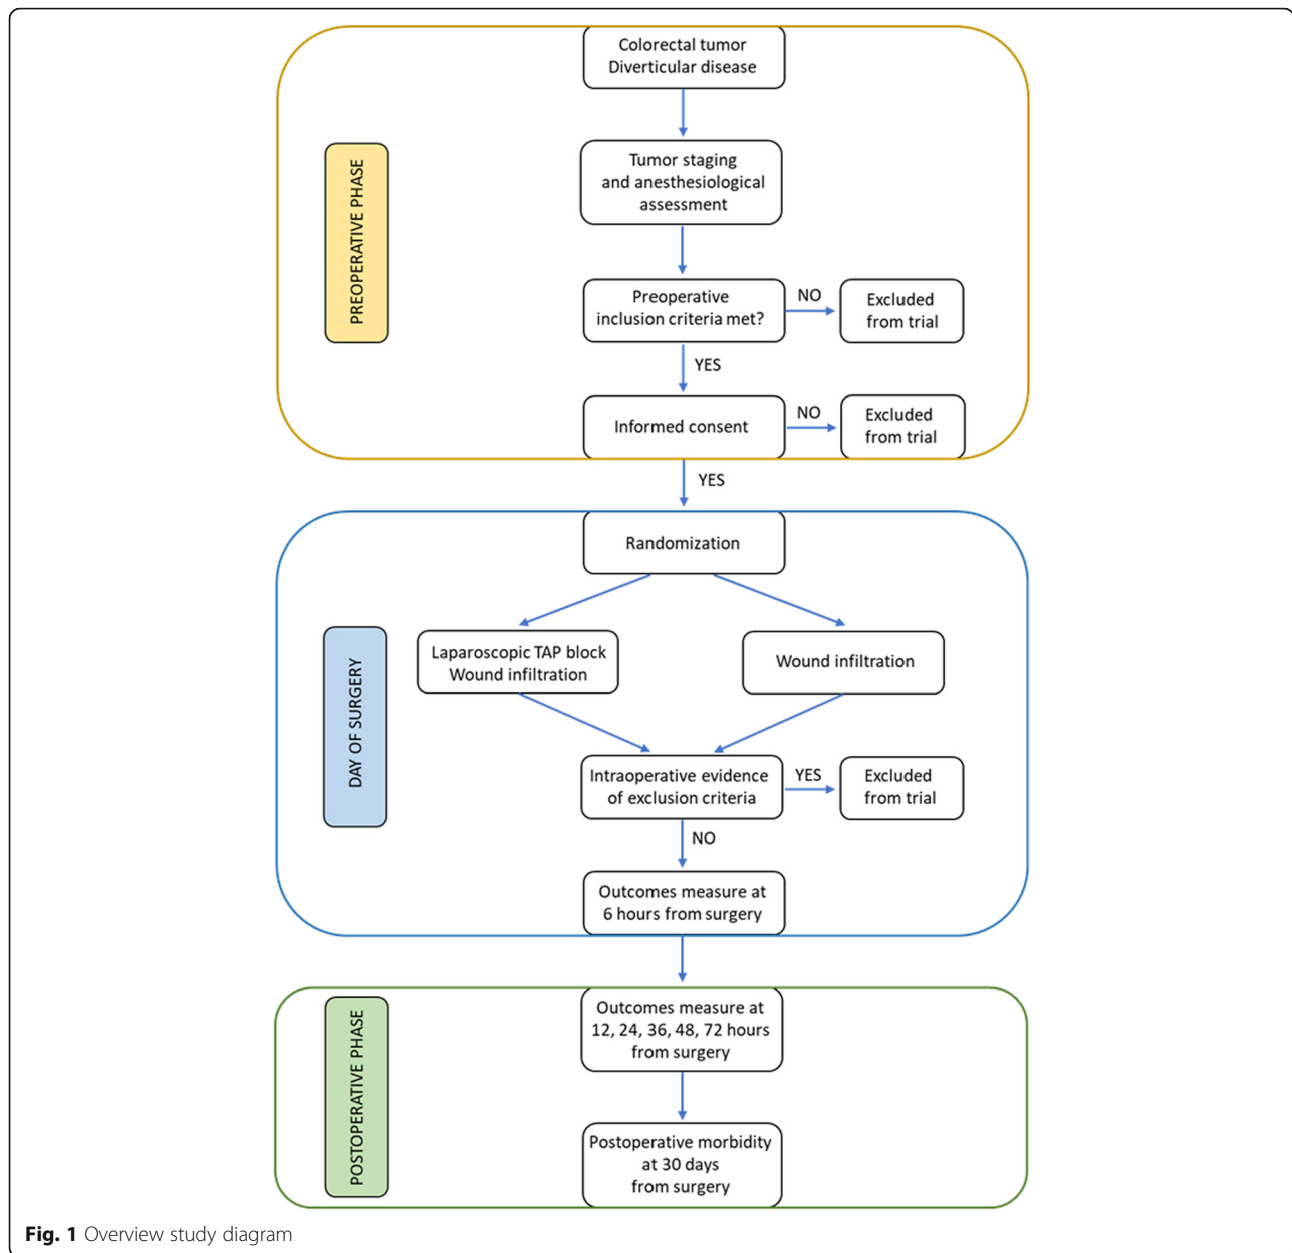 Colorectal tumor
Diverticular disease
PREOPERATIVE PHASE
Tumor staging
and anesthesiological
assessment
Preoperative
inclusion criteria met?
NO
Excluded
from trial
YES
Informed consent
NO
Excluded
from trial
YES
Randomization
DAY OF SURGERY
Laparoscopic TAP block
Wound infiltration
Wound infiltration
Intraoperative evidence
of exclusion criteria
YES
Excluded
from trial
NO
Outcomes measure at
6 hours from surgery
POSTOPERATIVE PHASE
Outcomes measure at
12, 24, 36, 48, 72 hours
from surgery
Postoperative morbidity
at 30 days
from surgery
Fig. 1 Overview study diagram